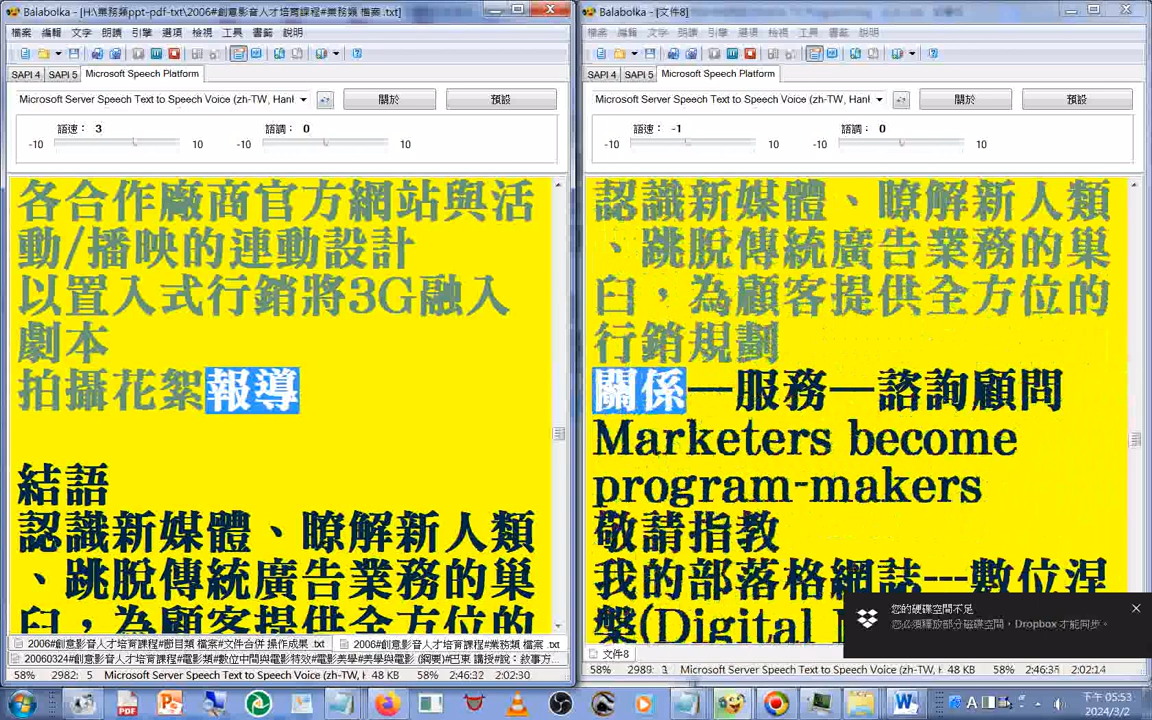 Balabolka - [H:\業務類ppt-pdf-txt\2006#創意影音人才培育課程#業務類 檔案 .txt]
檔案 編輯 文字 朗讀 引擎 選項 檢視 工具 書籤 說明
SAPI 4 SAPI 5 Microsoft Speech Platform
Microsoft Server Speech Text to Speech Voice (zh-TW, Han
關於 預設
語速： 3 語調： 0
-10 10 -10 10
各合作廠商官方網站與活
動/播映的連動設計
以置入式行銷將3G融入
劇本
拍攝花絮報導
結語
認識新媒體、瞭解新人類
、跳脫傳統廣告業務的巢
臼，為顧客提供全方位的
2006#創意影音人才培育課程#節目類 檔案#文件合併 操作成果 .txt 2006#創意影音人才培育課程#業務類 檔案 .txt
20060324#創意影音人才培育課程#電影類#數位中間與電影特效#電影美學#美學與電影 (綱要)#巴東 講授#說：敘事方...
58% 2982: 5 Microsoft Server Speech Text to Speech Voice (zh-TW, H 48 KB 2:46:32 2:02:30
Balabolka - [文件8]
檔案 編輯 文字 朗讀 引擎 選項 檢視 工具 書籤 說明
SAPI 4 SAPI 5 Microsoft Speech Platform
Microsoft Server Speech Text to Speech Voice (zh-TW, Han
關於 預設
語速： -1 語調： 0
-10 10 -10 10
認識新媒體、瞭解新人類
、跳脫傳統廣告業務的巢
臼，為顧客提供全方位的
行銷規劃
關係—服務—諮詢顧問
Marketers become
program-makers
敬請指教
我的部落格網誌---數位涅
槃(Digital
您的硬碟空間不足
您必須釋放部分磁碟空間，Dropbox 才能同步。
文件8
58% 2989: Microsoft Server Speech Text to Speech Voice (zh-TW, H 48 KB 2:46:35 2:02:14
下午 05:53
2024/3/2